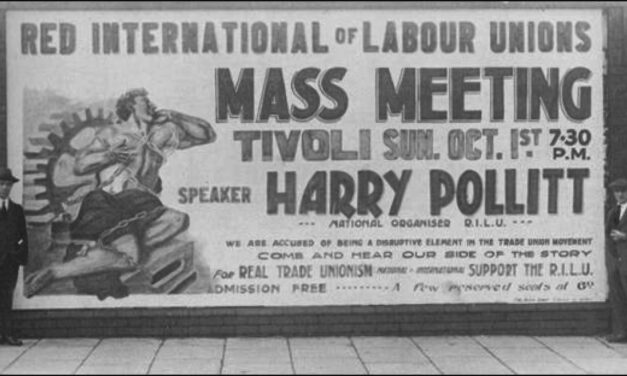 RED INTERNATIONAL OF LABOUR UNIONS
MASS MEETING
TIVOLI SUN. OCT. 1ST 7·30 P.M.
SPEAKER HARRY POLLITT
NATIONAL ORGANISER R.I.L.U.
WE ARE ACCUSED OF BEING A DISRUPTIVE ELEMENT IN THE TRADE UNION MOVEMENT
COME AND HEAR OUR SIDE OF THE STORY
For REAL TRADE UNIONISM NATIONAL - INTERNATIONAL SUPPORT THE R.I.L.U.
ADMISSION FREE A few reserved seats at 6D